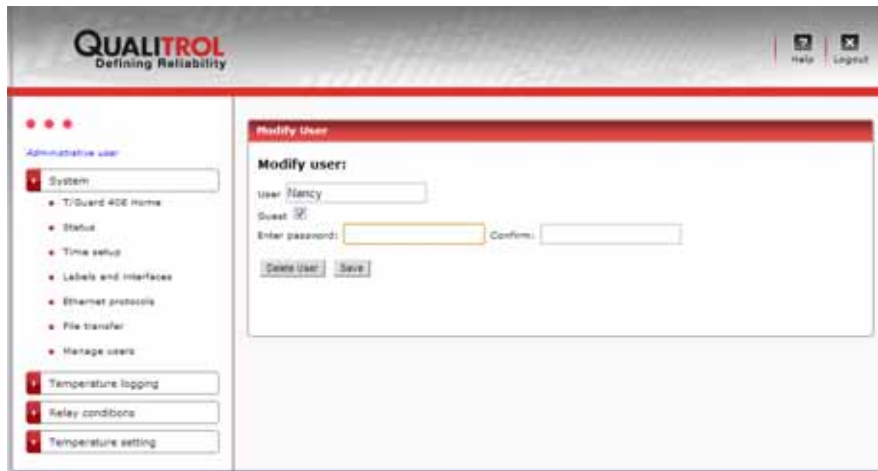 QUALITROL
Defining Reliability
Help
Logout
Administrative user
System
T/Guard 408 Home
Status
Time setup
Labels and interfaces
Ethernet protocols
File transfer
Manage users
Temperature logging
Relay conditions
Temperature setting
Modify User
Modify user:
User Nancy
Guest
Enter password: Confirm:
Delete User Save